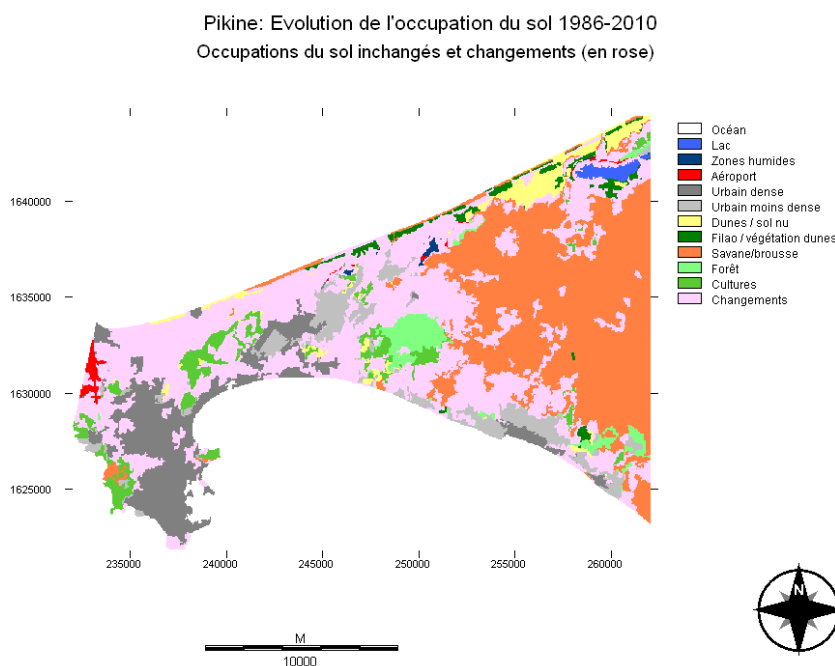 Pikine: Evolution de l'occupation du sol 1986-2010
Occupations du sol inchangés et changements (en rose)
Océan
Lac
Zones humides
Aéroport
Urbain dense
Urbain moins dense
Dunes / sol nu
Filao / végétation dunes
Savane/brousse
Forêt
Cultures
Changements
1640000
1635000
1630000
1625000
235000 240000 245000 250000 255000 260000
N
M
10000